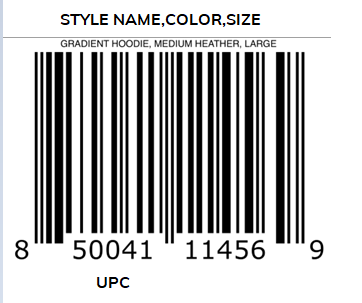 STYLE NAME,COLOR,SIZE
GRADIENT HOODIE, MEDIUM HEATHER, LARGE
8 50041 11456 9
UPC